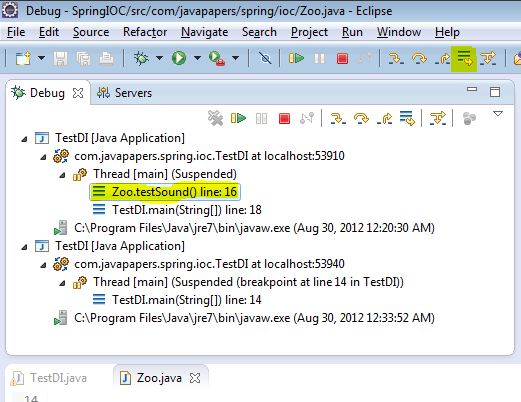 Debug - SpringIOC/src/com/javapapers/spring/ioc/Zoo.java - Eclipse
File Edit Source Refactor Navigate Search Project Run Window Help
Debug Servers
TestDI [Java Application]
com.javapapers.spring.ioc.TestDI at localhost:53910
Thread [main] (Suspended)
Zoo.testSound() line: 16
TestDI.main(String[]) line: 18
C:\Program Files\Java\jre7\bin\javaw.exe (Aug 30, 2012 12:20:30 AM)
TestDI [Java Application]
com.javapapers.spring.ioc.TestDI at localhost:53940
Thread [main] (Suspended (breakpoint at line 14 in TestDI))
TestDI.main(String[]) line: 14
C:\Program Files\Java\jre7\bin\javaw.exe (Aug 30, 2012 12:33:52 AM)
TestDI.java Zoo.java
14